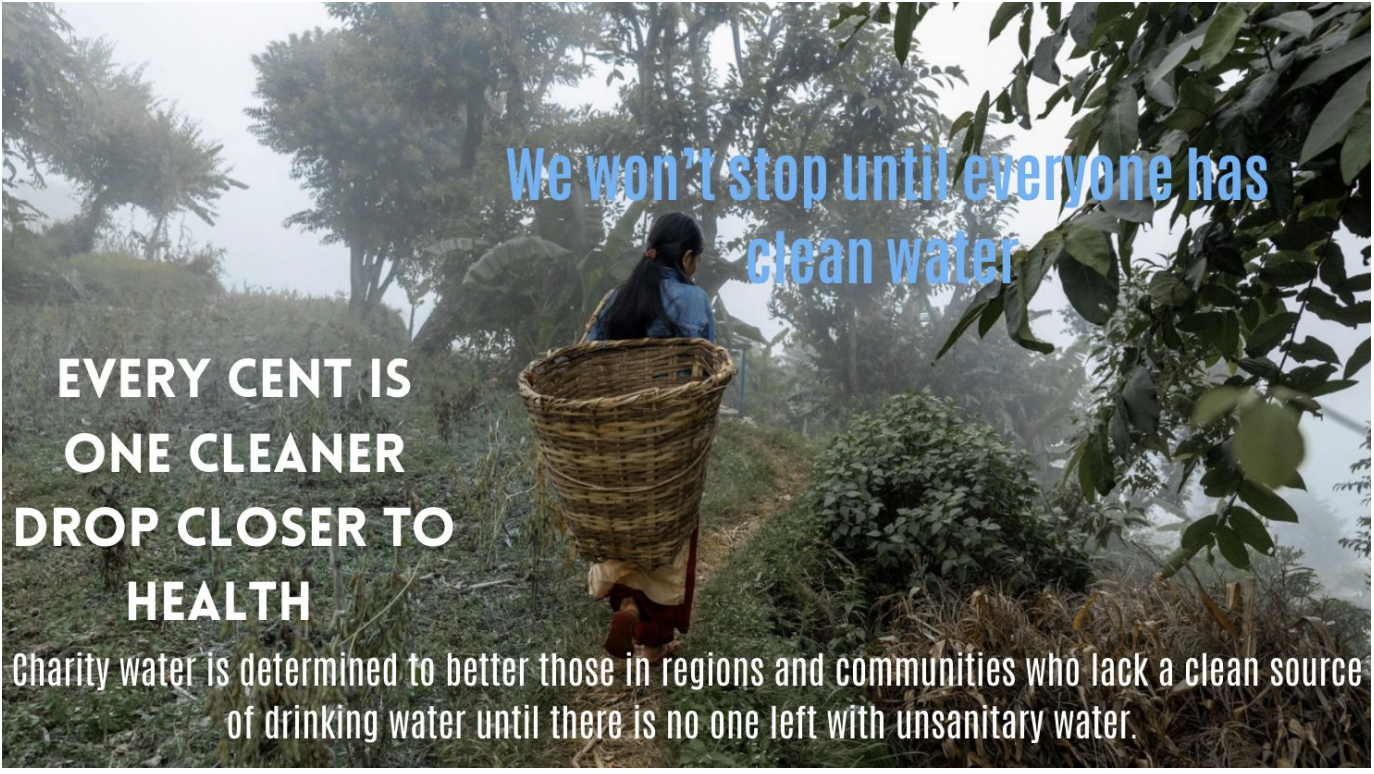 We won't stop until everyone has
clean water
EVERY CENT IS
ONE CLEANER
DROP CLOSER TO
HEALTH
Charity water is determined to better those in regions and communities who lack a clean source
of drinking water until there is no one left with unsanitary water.